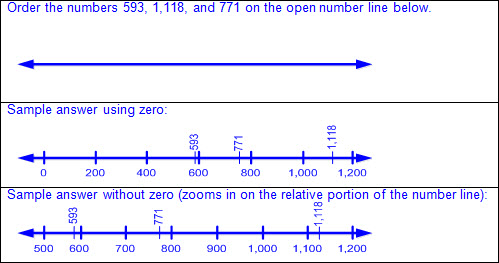 Order the numbers 593, 1,118, and 771 on the open number line below.
Sample answer using zero:
593 771 1,118
0 200 400 600 800 1,000 1,200
Sample answer without zero (zooms in on the relative portion of the number line):
593 771 1,118
500 600 700 800 900 1,000 1,100 1,200